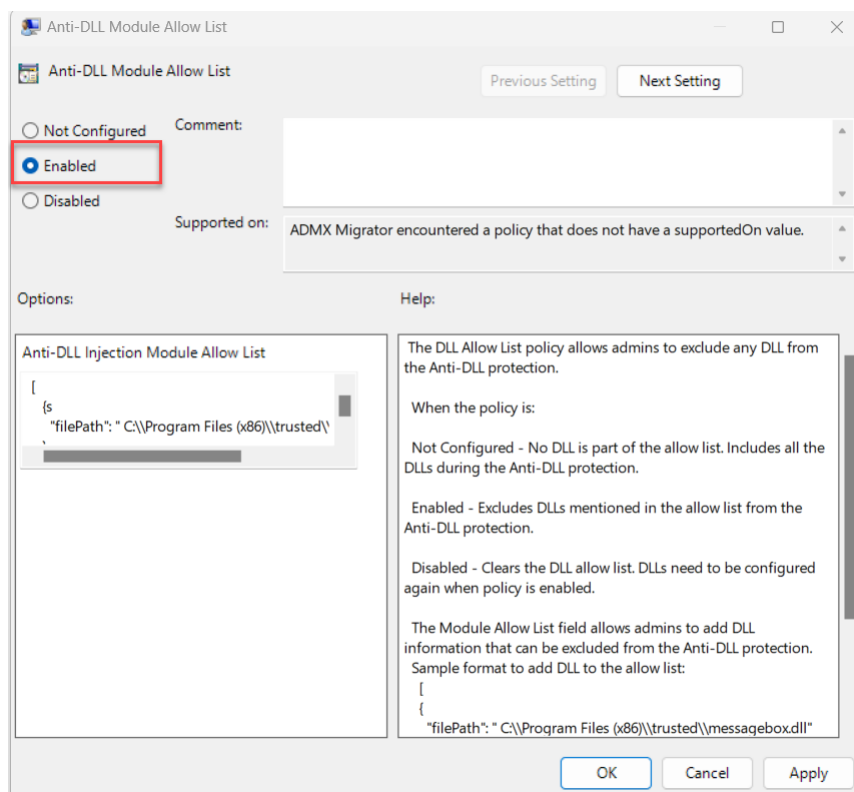 Anti-DLL Module Allow List
Anti-DLL Module Allow List
Previous Setting
Next Setting
Not Configured
Comment:
Enabled
Disabled
Supported on:
ADMX Migrator encountered a policy that does not have a supportedOn value.
Options:
Help:
Anti-DLL Injection Module Allow List
[
{s
"filePath": " C:\\Program Files (x86)\\trusted\'
The DLL Allow List policy allows admins to exclude any DLL from
the Anti-DLL protection.
When the policy is:
Not Configured - No DLL is part of the allow list. Includes all the
DLLs during the Anti-DLL protection.
Enabled - Excludes DLLs mentioned in the allow list from the
Anti-DLL protection.
Disabled - Clears the DLL allow list. DLLs need to be configured
again when policy is enabled.
The Module Allow List field allows admins to add DLL
information that can be excluded from the Anti-DLL protection.
Sample format to add DLL to the allow list:
[
{
"filePath": " C:\\Program Files (x86)\\trusted\\messagebox.dll"
OK
Cancel
Apply